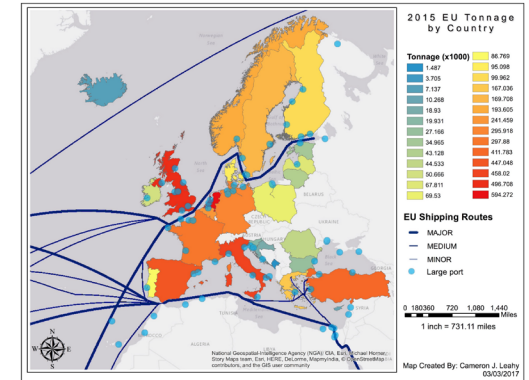 2015 EU Tonnage
by Country
Tonnage (x1000)
1.487
3.705
7.137
10.268
18.93
19.931
27.166
34.965
43.128
44.533
50.666
67.811
69.53
86.769
95.098
99.962
167.036
169.708
193.605
241.459
295.918
297.88
411.783
447.048
458.02
496.708
594.272
EU Shipping Routes
MAJOR
MEDIUM
MINOR
Large port
0 180360 720 1,080 1,440
Miles
1 inch = 731.11 miles
Map Created By: Cameron J. Leahy
03/03/2017
N
W E
S
BELARUS
UKRAINE
ALGERIA
LIBYA
SYRIA
National Geospatial-Intelligence Agency (NGA); CIA, Esri; Michael Horner,
Story Maps team. Esri, HERE, DeLorme, MapmyIndia, © OpenStreetMap
contributors, and the GIS user community